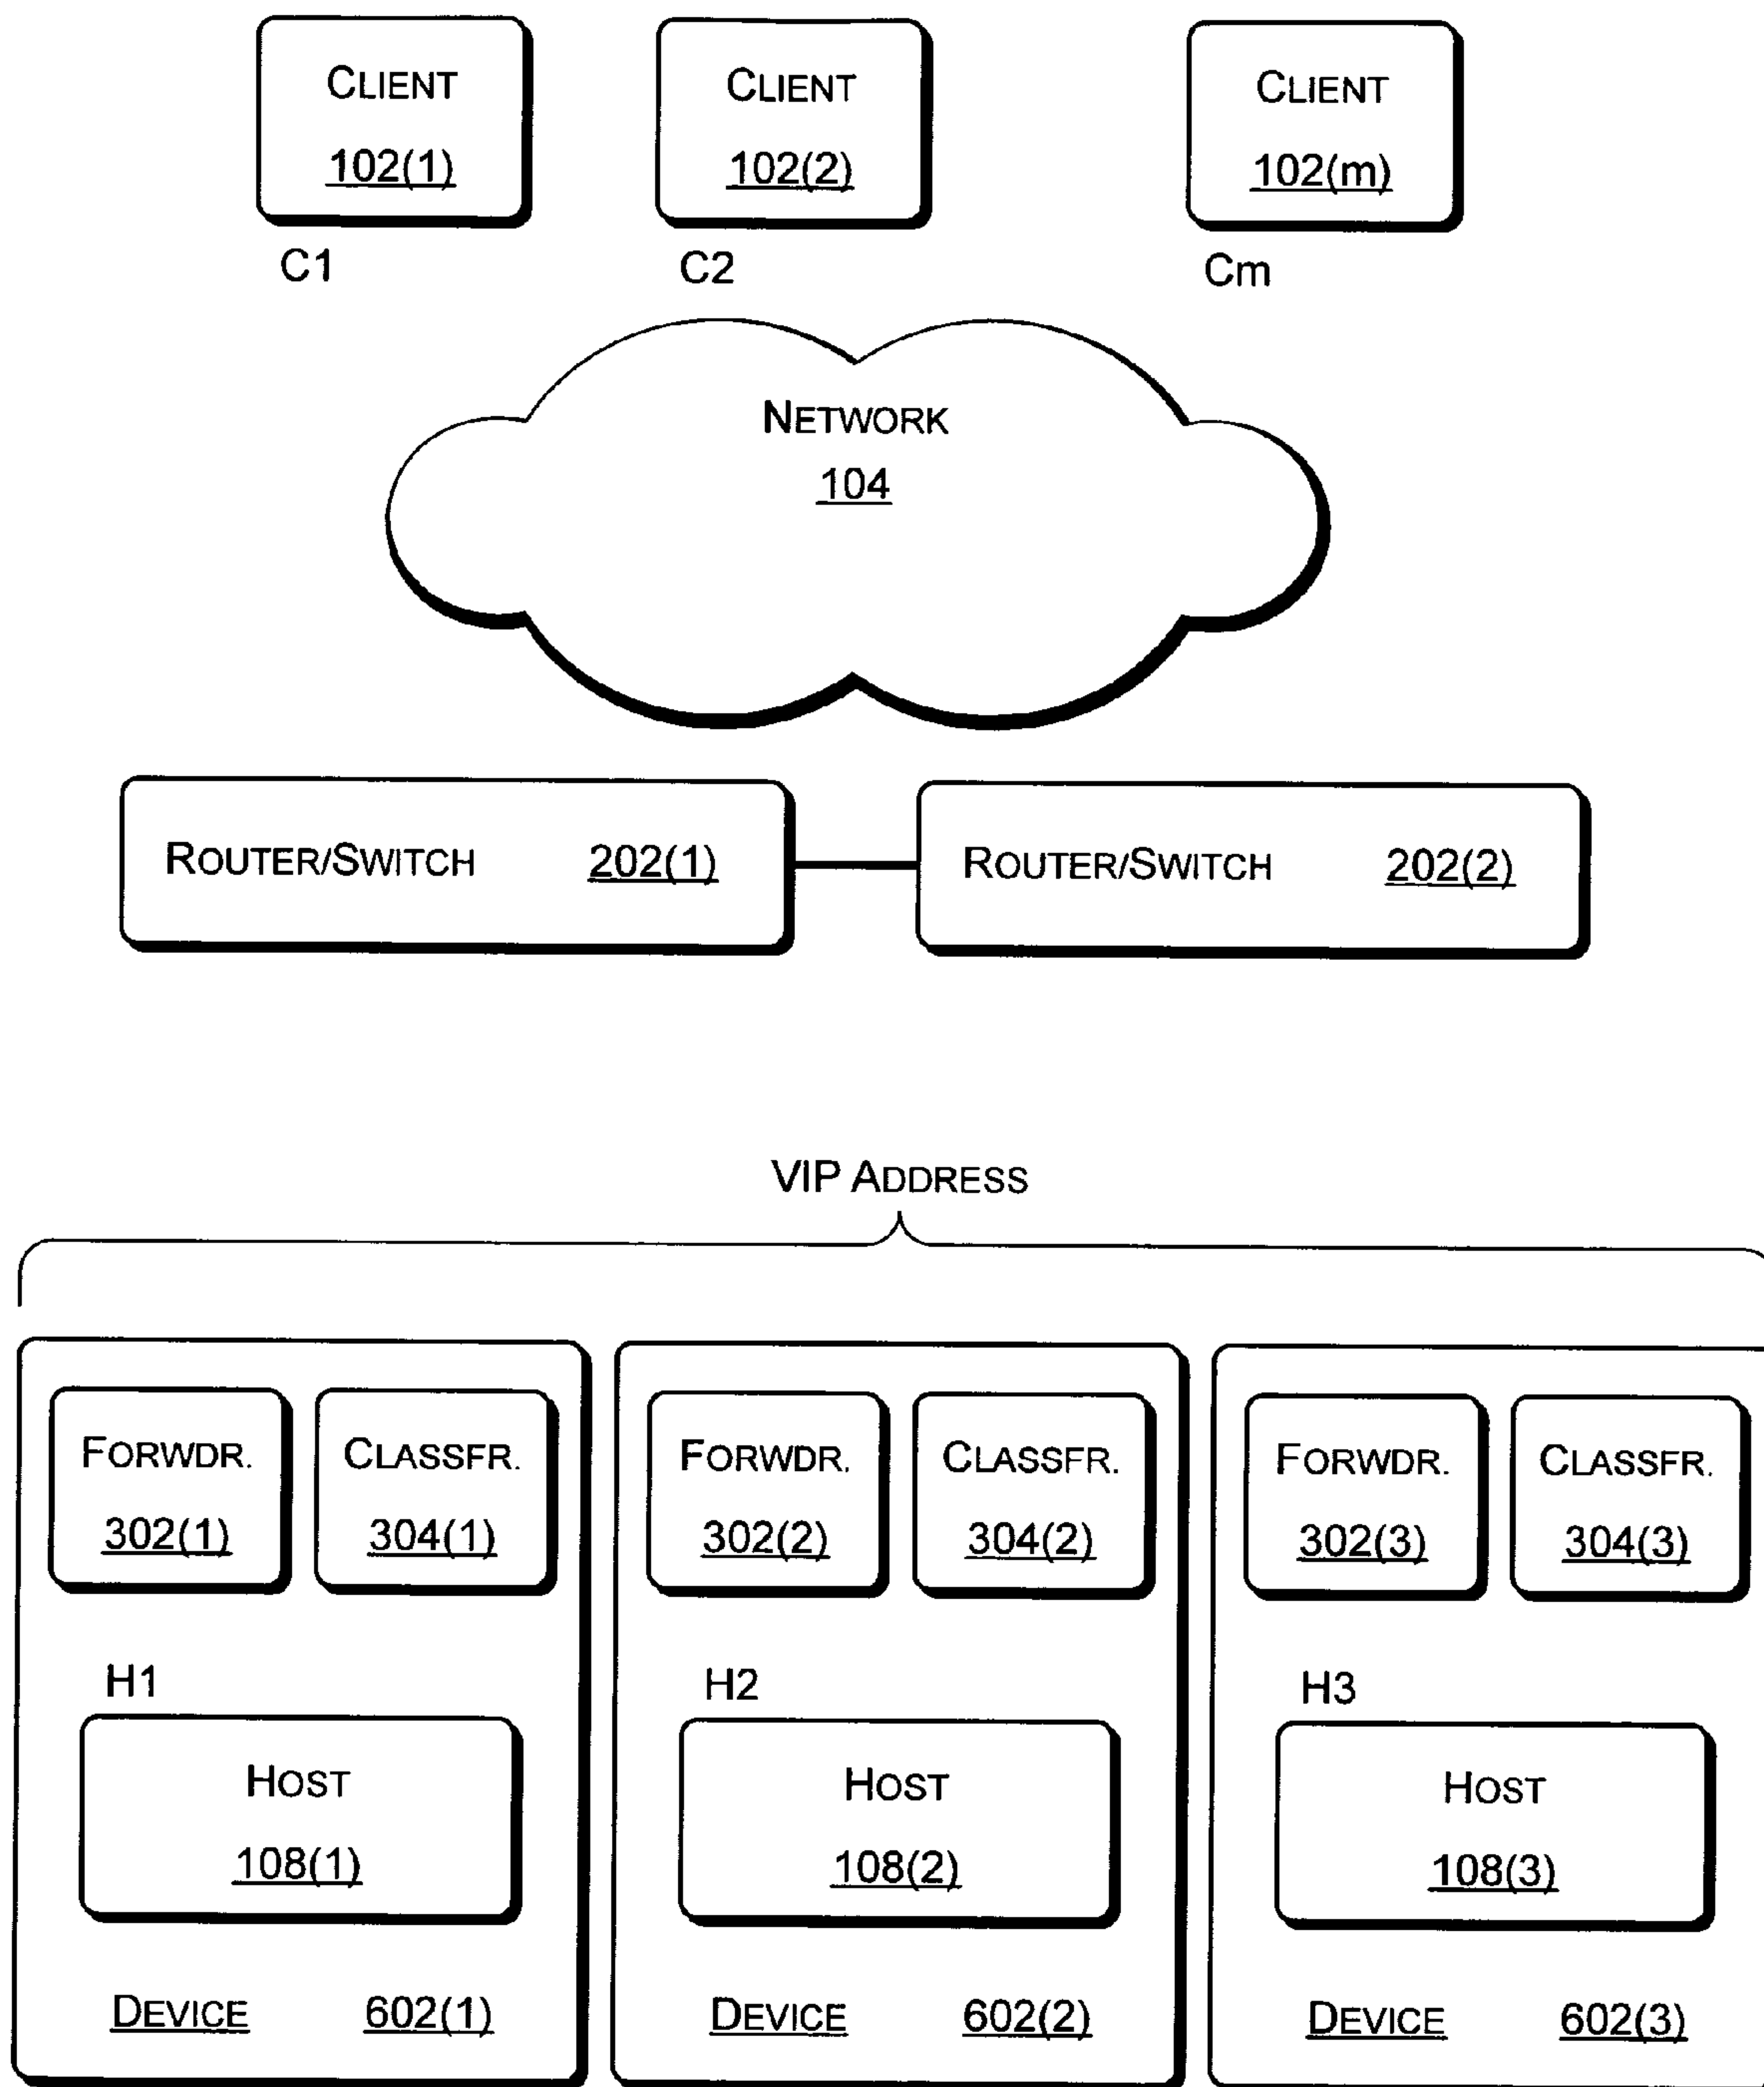 CLIENT
102(1)
C1
CLIENT
102(2)
C2
CLIENT
102(m)
Cm
NETWORK
104
ROUTER/SWITCH 202(1)
ROUTER/SWITCH 202(2)
VIP ADDRESS
FORWDR.
302(1)
CLASSFR.
304(1)
H1
HOST
108(1)
DEVICE 602(1)
FORWDR.
302(2)
CLASSFR.
304(2)
H2
HOST
108(2)
DEVICE 602(2)
FORWDR.
302(3)
CLASSFR.
304(3)
H3
HOST
108(3)
DEVICE 602(3)